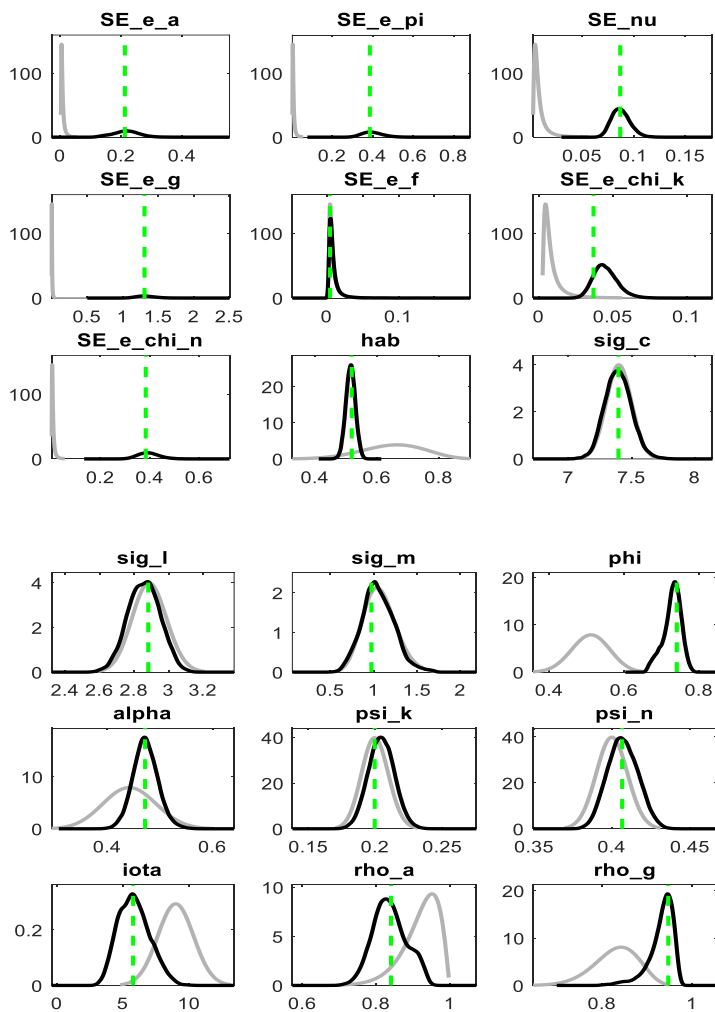 SE_e_a SE_e_pi SE_nu
100 100 100
0 0 0
0 0.2 0.4 0.2 0.4 0.6 0.8 0.05 0.1 0.15
SE_e_g SE_e_f SE_e_chi_k
100 100 100
0 0 0
0.5 1 1.5 2 2.5 0 0.1 0 0.05 0.1
SE_e_chi_n hab sig_c
100 20 4
2
0 0 0
0.2 0.4 0.6 0.4 0.6 0.8 7 7.5 8
sig_l sig_m phi
4 20
2 2 10
0 0 0
2.4 2.6 2.8 3 3.2 0.5 1 1.5 2 0.4 0.6 0.8
alpha psi_k psi_n
10 40 40
20 20
0 0 0
0.4 0.6 0.15 0.2 0.25 0.35 0.4 0.45
iota rho_a rho_g
0.2 10 20
5 10
0 0 0
0 5 10 0.6 0.8 1 0.8 1